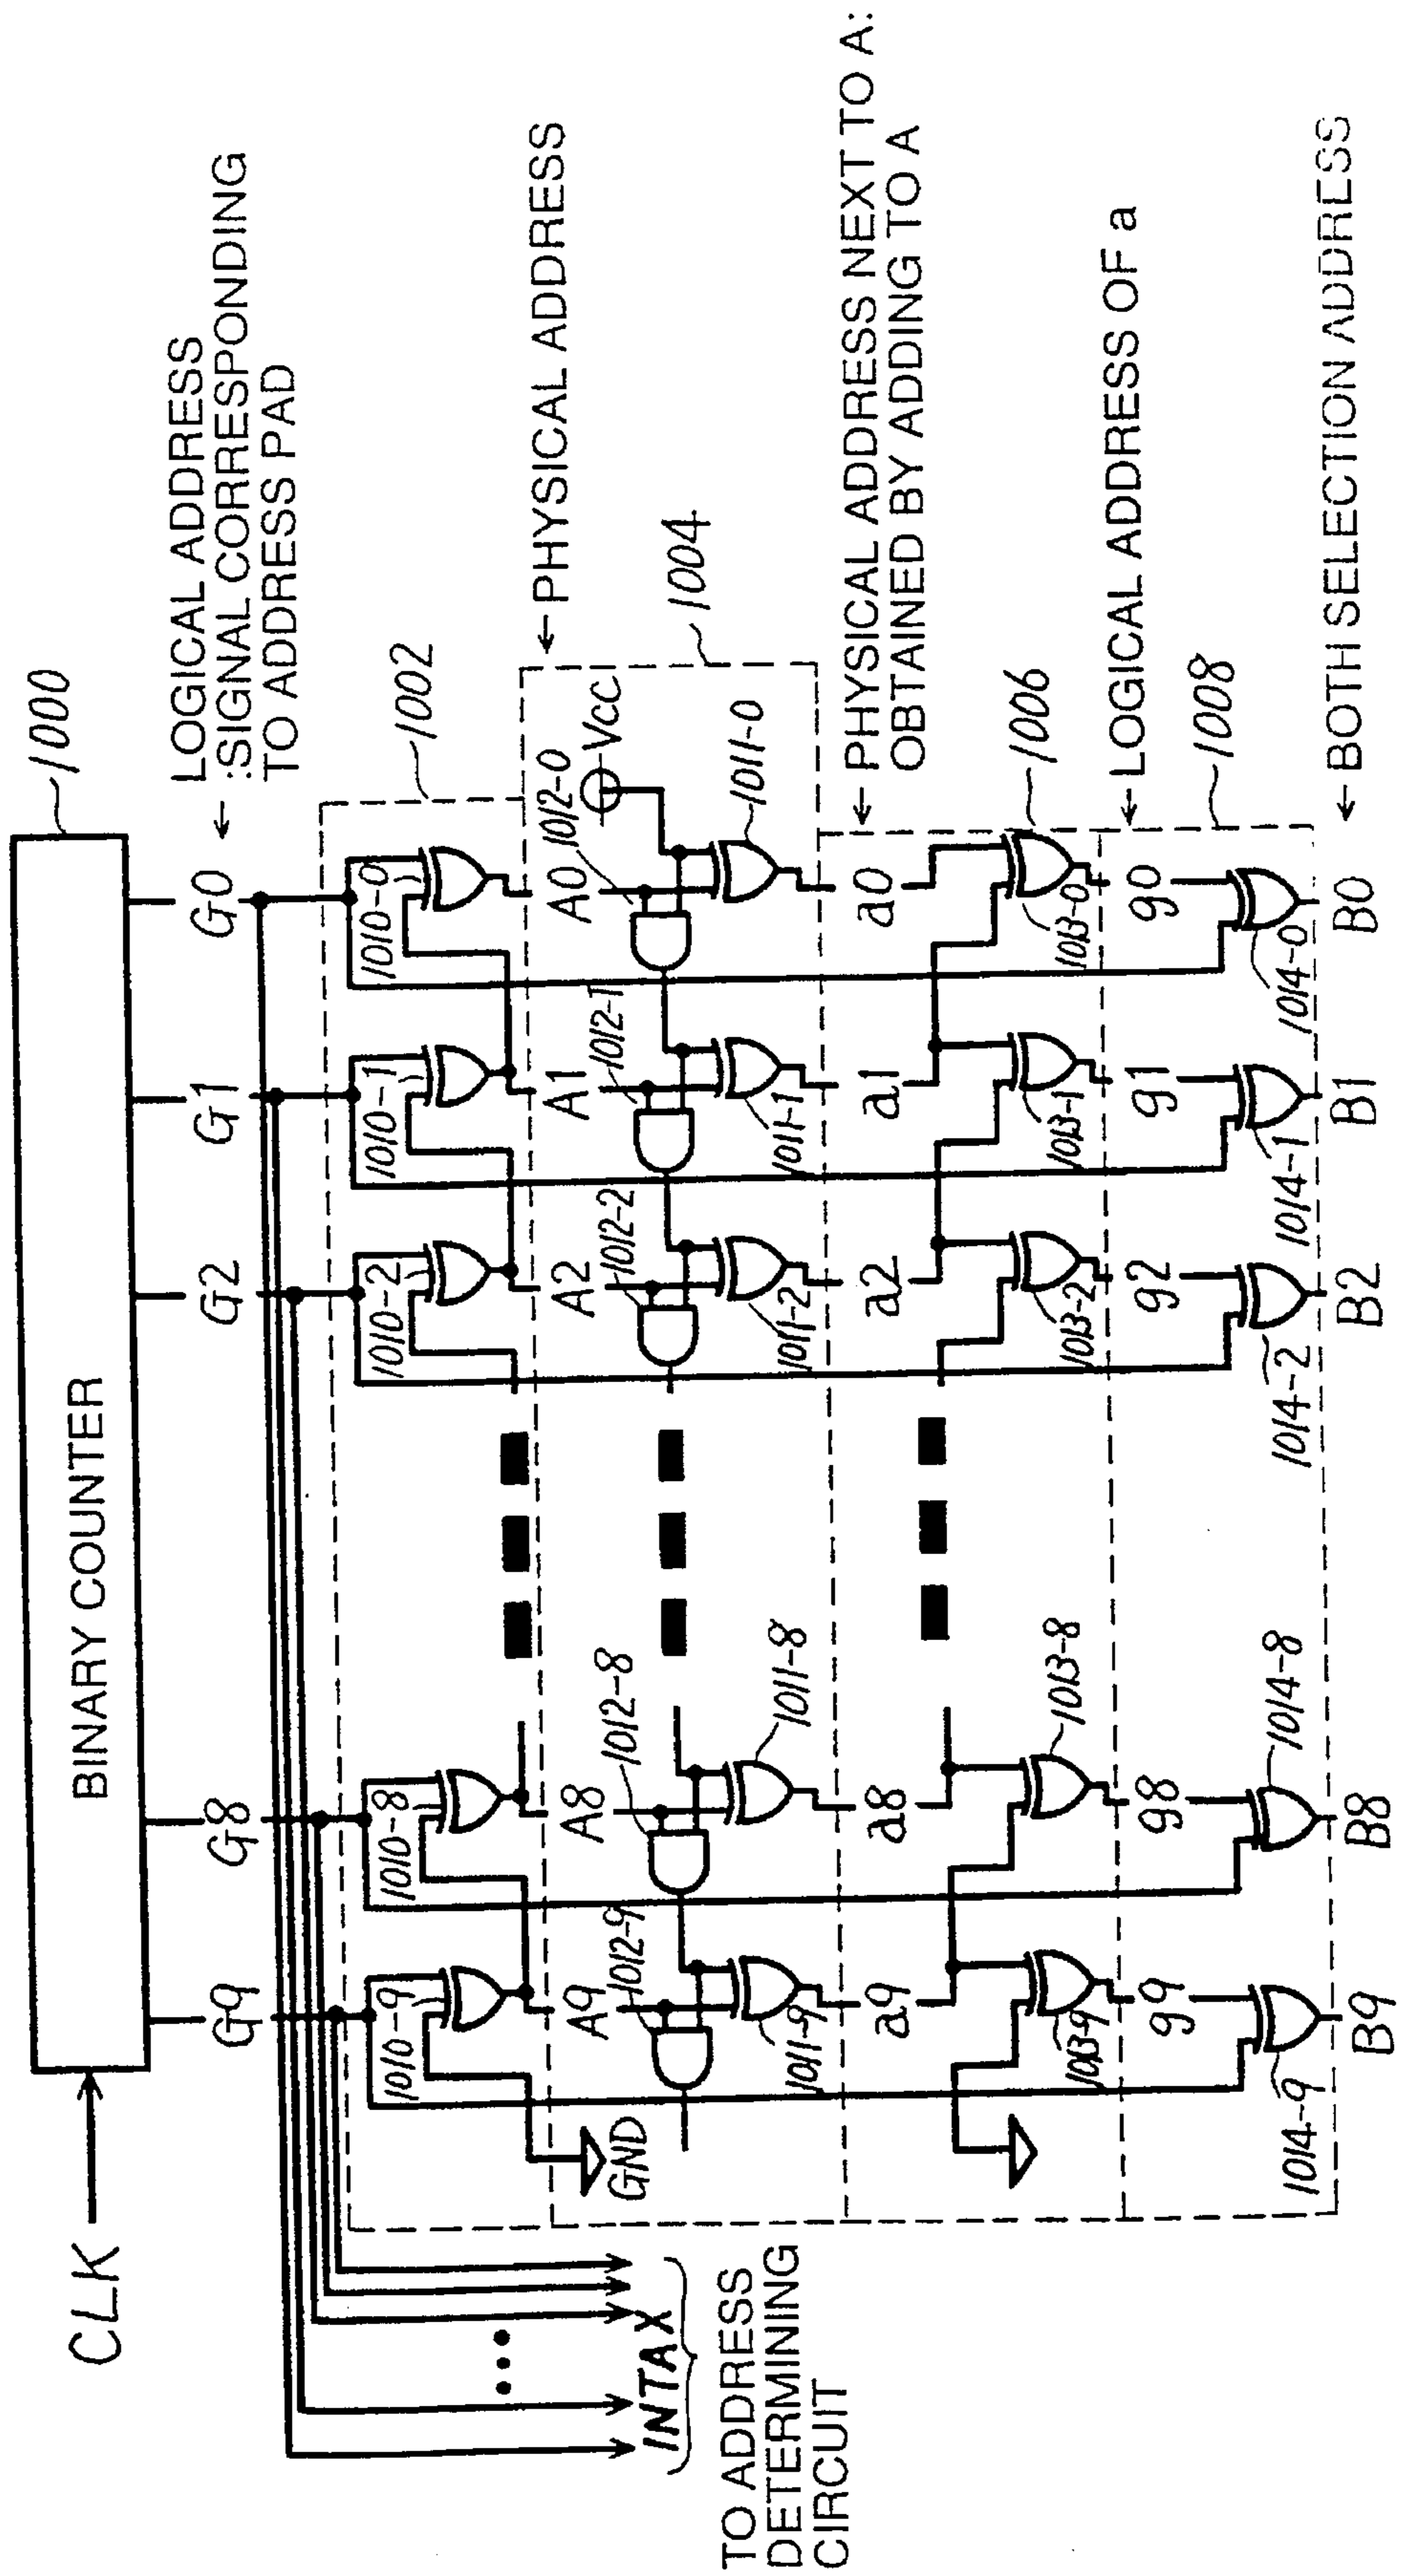 CLK
BINARY COUNTER
1000
G9
G8
G2
G1
G0
← LOGICAL ADDRESS
:SIGNAL CORRESPONDING
TO ADDRESS PAD
1010-9
1010-8
1010-2
1010-1
1010-0
1002
GND
A9
A8
A2
A1
A0
← PHYSICAL ADDRESS
1012-9
1012-8
1012-2
1012-1
1012-0
Vcc
1004
1011-9
1011-8
1011-2
1011-1
1011-0
INTAX
TO ADDRESS
DETERMINING
CIRCUIT
a9
a8
a2
a1
a0
← PHYSICAL ADDRESS NEXT TO A:
OBTAINED BY ADDING TO A
1013-9
1013-8
1013-2
1013-1
1013-0
1006
g9
g8
g2
g1
g0
← LOGICAL ADDRESS OF a
1008
1014-9
1014-8
1014-2
1014-1
1014-0
B9
B8
B2
B1
B0
← BOTH SELECTION ADDRESS